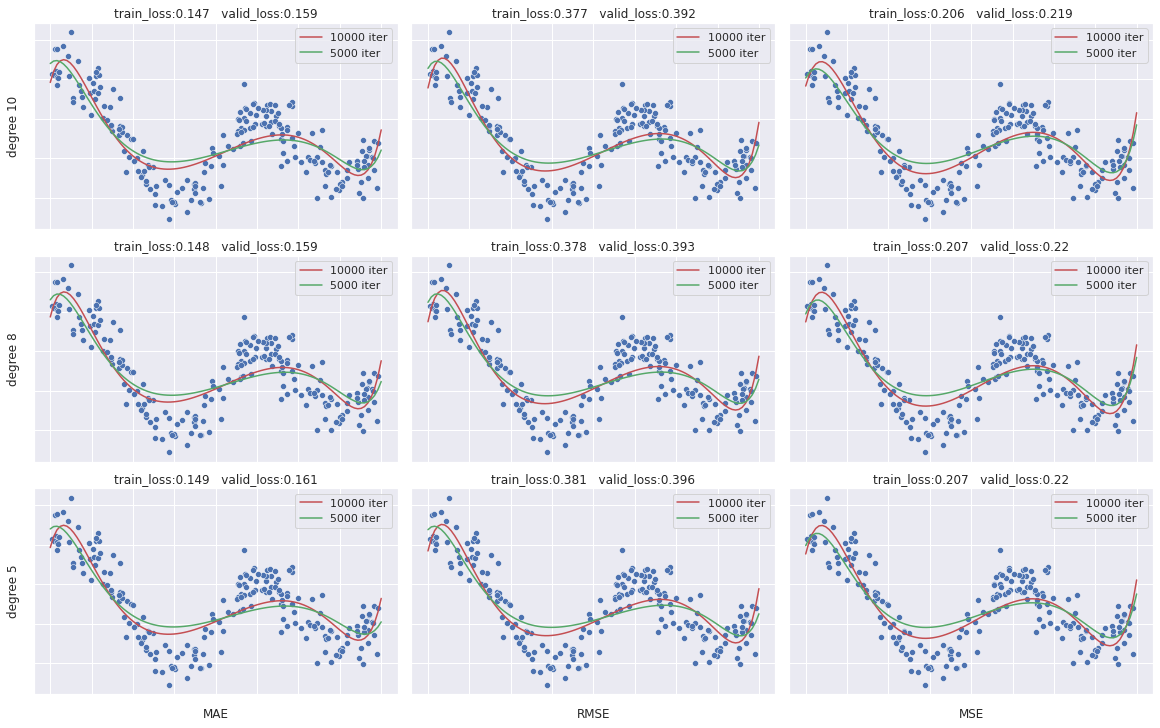 train_loss:0.147   valid_loss:0.159
train_loss:0.377   valid_loss:0.392
train_loss:0.206   valid_loss:0.219
degree 10
10000 iter
5000 iter
10000 iter
5000 iter
10000 iter
5000 iter
train_loss:0.148   valid_loss:0.159
train_loss:0.378   valid_loss:0.393
train_loss:0.207   valid_loss:0.22
degree 8
10000 iter
5000 iter
10000 iter
5000 iter
10000 iter
5000 iter
train_loss:0.149   valid_loss:0.161
train_loss:0.381   valid_loss:0.396
train_loss:0.207   valid_loss:0.22
degree 5
10000 iter
5000 iter
10000 iter
5000 iter
10000 iter
5000 iter
MAE
RMSE
MSE